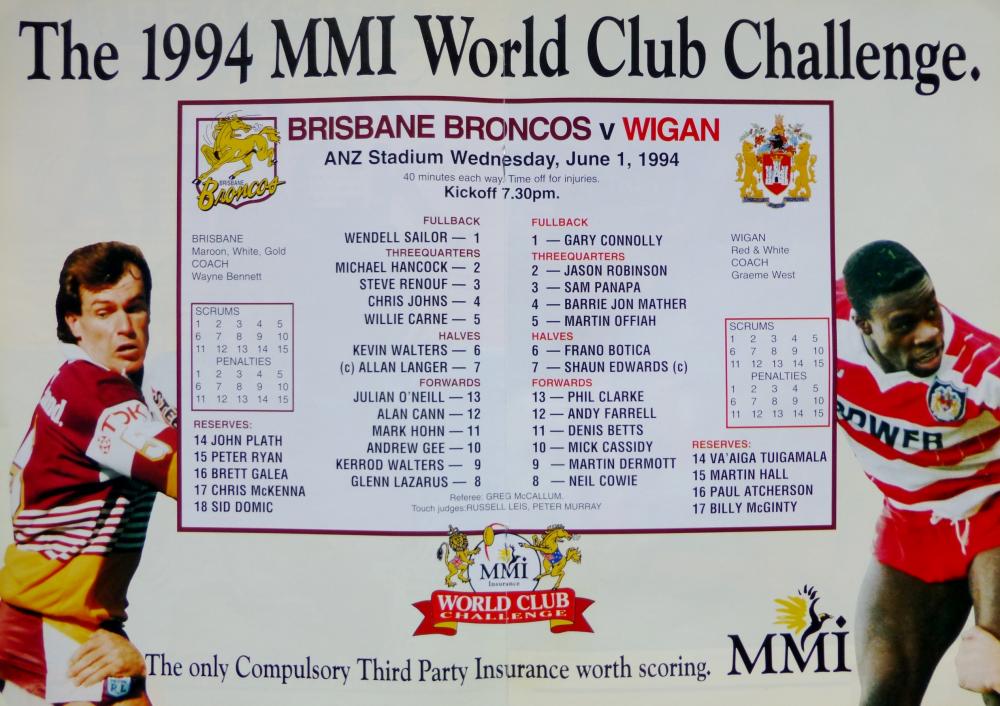 The 1994 MMI World Club Challenge.
BRISBANE BRONCOS v WIGAN
ANZ Stadium Wednesday, June 1, 1994
40 minutes each way. Time off for injuries.
Kickoff 7.30pm.
BRISBANE
Broncos
BRISBANE
Maroon, White, Gold
COACH
Wayne Bennett
SCRUMS
1 2 3 4 5
6 7 8 9 10
11 12 13 14 15
PENALTIES
1 2 3 4 5
6 7 8 9 10
11 12 13 14 15
RESERVES:
14 JOHN PLATH
15 PETER RYAN
16 BRETT GALEA
17 CHRIS McKENNA
18 SID DOMIC
FULLBACK
WENDELL SAILOR — 1
THREEQUARTERS
MICHAEL HANCOCK — 2
STEVE RENOUF — 3
CHRIS JOHNS — 4
WILLIE CARNE — 5
HALVES
KEVIN WALTERS — 6
(c) ALLAN LANGER — 7
FORWARDS
JULIAN O'NEILL — 13
ALAN CANN — 12
MARK HOHN — 11
ANDREW GEE — 10
KERROD WALTERS — 9
GLENN LAZARUS — 8
FULLBACK
1 — GARY CONNOLLY
THREEQUARTERS
2 — JASON ROBINSON
3 — SAM PANAPA
4 — BARRIE JON MATHER
5 — MARTIN OFFIAH
HALVES
6 — FRANO BOTICA
7 — SHAUN EDWARDS (c)
FORWARDS
13 — PHIL CLARKE
12 — ANDY FARRELL
11 — DENIS BETTS
10 — MICK CASSIDY
9 — MARTIN DERMOTT
8 — NEIL COWIE
WIGAN
Red & White
COACH
Graeme West
SCRUMS
1 2 3 4 5
6 7 8 9 10
11 12 13 14 15
PENALTIES
1 2 3 4 5
6 7 8 9 10
11 12 13 14 15
RESERVES:
14 VA'AIGA TUIGAMALA
15 MARTIN HALL
16 PAUL ATCHERSON
17 BILLY McGINTY
Referee: GREG McCALLUM.
Touch judges:RUSSELL LEIS, PETER MURRAY
TDK
POWER
MMI
Insurance
WORLD CLUB
CHALLENGE
The only Compulsory Third Party Insurance worth scoring.
MMI